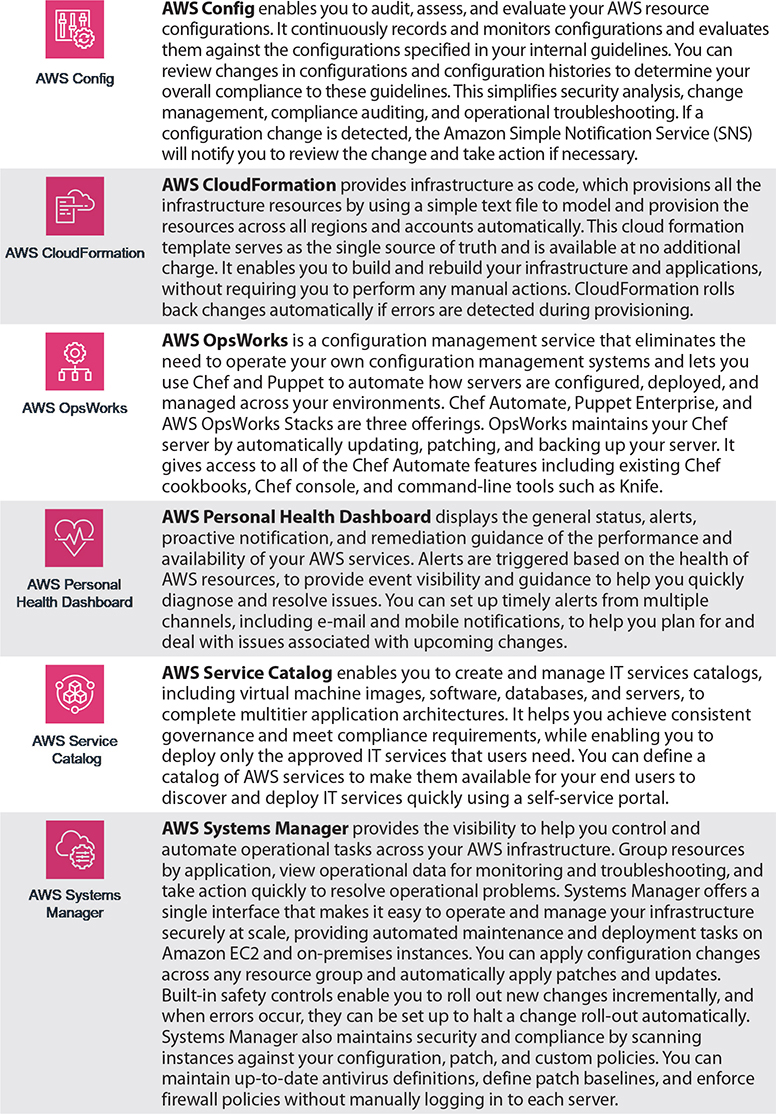 AWS Config enables you to audit, assess, and evaluate your AWS resource
configurations. It continuously records and monitors configurations and evaluates
them against the configurations specified in your internal guidelines. You can
review changes in configurations and configuration histories to determine your
overall compliance to these guidelines. This simplifies security analysis, change
management, compliance auditing, and operational troubleshooting. If a
configuration change is detected, the Amazon Simple Notification Service (SNS)
will notify you to review the change and take action if necessary.
AWS Config
AWS CloudFormation provides infrastructure as code, which provisions all the
infrastructure resources by using a simple text file to model and provision the
resources across all regions and accounts automatically. This cloud formation
template serves as the single source of truth and is available at no additional
charge. It enables you to build and rebuild your infrastructure and applications,
without requiring you to perform any manual actions. CloudFormation rolls
back changes automatically if errors are detected during provisioning.
AWS CloudFormation
AWS OpsWorks is a configuration management service that eliminates the
need to operate your own configuration management systems and lets you
use Chef and Puppet to automate how servers are configured, deployed, and
managed across your environments. Chef Automate, Puppet Enterprise, and
AWS OpsWorks Stacks are three offerings. OpsWorks maintains your Chef
server by automatically updating, patching, and backing up your server. It
gives access to all of the Chef Automate features including existing Chef
cookbooks, Chef console, and command-line tools such as Knife.
AWS OpsWorks
AWS Personal Health Dashboard displays the general status, alerts,
proactive notification, and remediation guidance of the performance and
availability of your AWS services. Alerts are triggered based on the health of
AWS resources, to provide event visibility and guidance to help you quickly
diagnose and resolve issues. You can set up timely alerts from multiple
channels, including e-mail and mobile notifications, to help you plan for and
deal with issues associated with upcoming changes.
AWS Personal
Health Dashboard
AWS Service Catalog enables you to create and manage IT services catalogs,
including virtual machine images, software, databases, and servers, to
complete multitier application architectures. It helps you achieve consistent
governance and meet compliance requirements, while enabling you to
deploy only the approved IT services that users need. You can define a
catalog of AWS services to make them available for your end users to
discover and deploy IT services quickly using a self-service portal.
AWS Service
Catalog
AWS Systems Manager provides the visibility to help you control and
automate operational tasks across your AWS infrastructure. Group resources
by application, view operational data for monitoring and troubleshooting, and
take action quickly to resolve operational problems. Systems Manager offers a
single interface that makes it easy to operate and manage your infrastructure
securely at scale, providing automated maintenance and deployment tasks on
Amazon EC2 and on-premises instances. You can apply configuration changes
across any resource group and automatically apply patches and updates.
Built-in safety controls enable you to roll out new changes incrementally, and
when errors occur, they can be set up to halt a change roll-out automatically.
Systems Manager also maintains security and compliance by scanning
instances against your configuration, patch, and custom policies. You can
maintain up-to-date antivirus definitions, define patch baselines, and enforce
firewall policies without manually logging in to each server.
AWS Systems
Manager